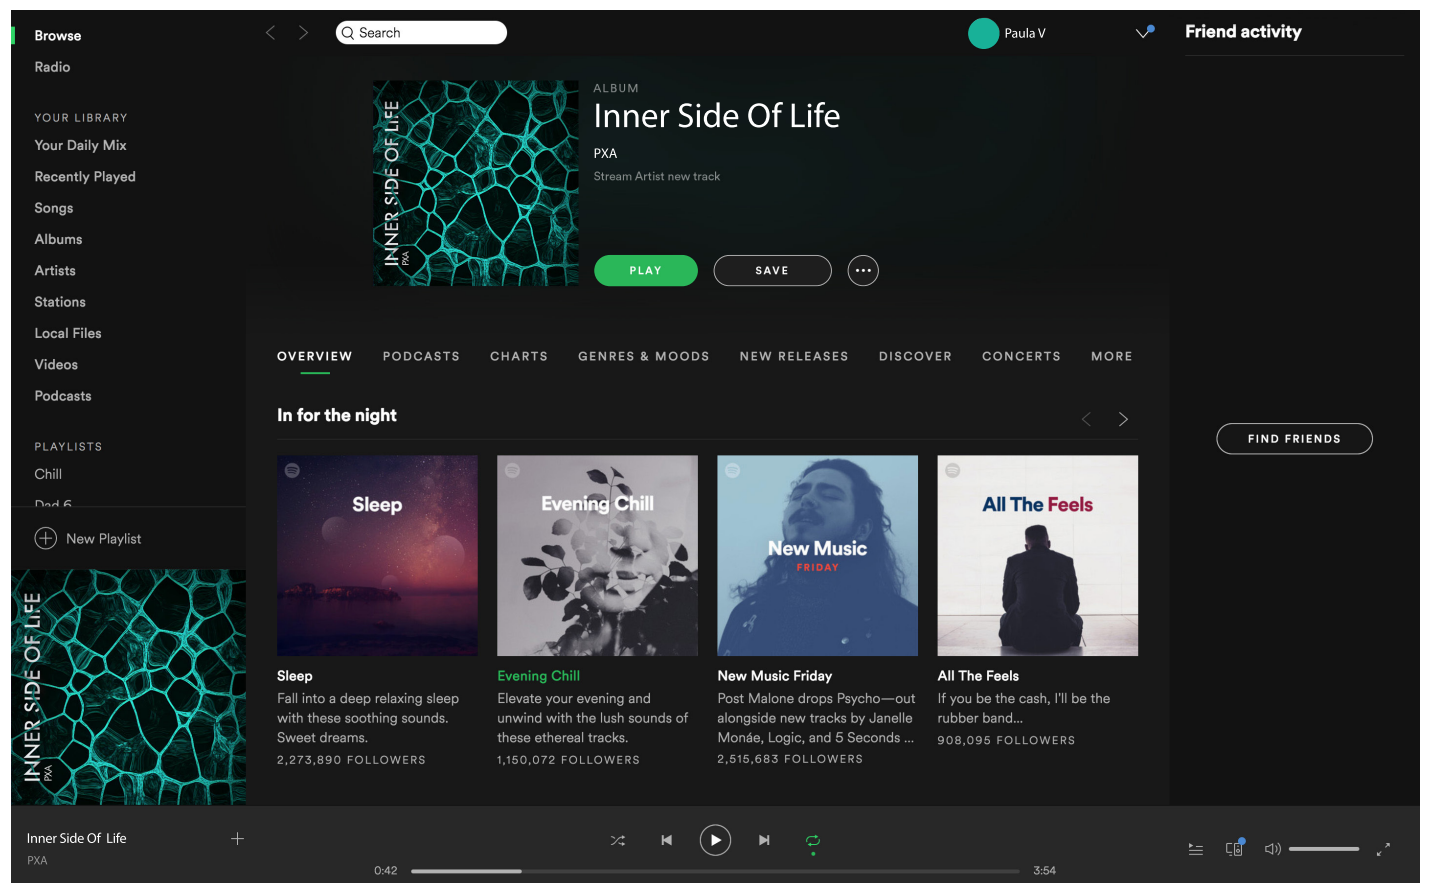 Browse
Radio
YOUR LIBRARY
Your Daily Mix
Recently Played
Songs
Albums
Artists
Stations
Local Files
Videos
Podcasts
PLAYLISTS
Chill
Dad 6
New Playlist
INNER SIDE OF LIFE
PXA
Search
Paula V
INNER SIDE OF LIFE
PXA
ALBUM
Inner Side Of Life
PXA
Stream Artist new track
PLAY
SAVE
OVERVIEW PODCASTS CHARTS GENRES & MOODS NEW RELEASES DISCOVER CONCERTS MORE
In for the night
Sleep
Sleep
Fall into a deep relaxing sleep
with these soothing sounds.
Sweet dreams.
2,273,890 FOLLOWERS
Evening Chill
Evening Chill
Elevate your evening and
unwind with the lush sounds of
these ethereal tracks.
1,150,072 FOLLOWERS
New Music
FRIDAY
New Music Friday
Post Malone drops Psycho—out
alongside new tracks by Janelle
Monáe, Logic, and 5 Seconds ...
2,515,683 FOLLOWERS
All The Feels
All The Feels
If you be the cash, I'll be the
rubber band...
908,095 FOLLOWERS
Friend activity
FIND FRIENDS
Inner Side Of Life
PXA
0:42
3:54